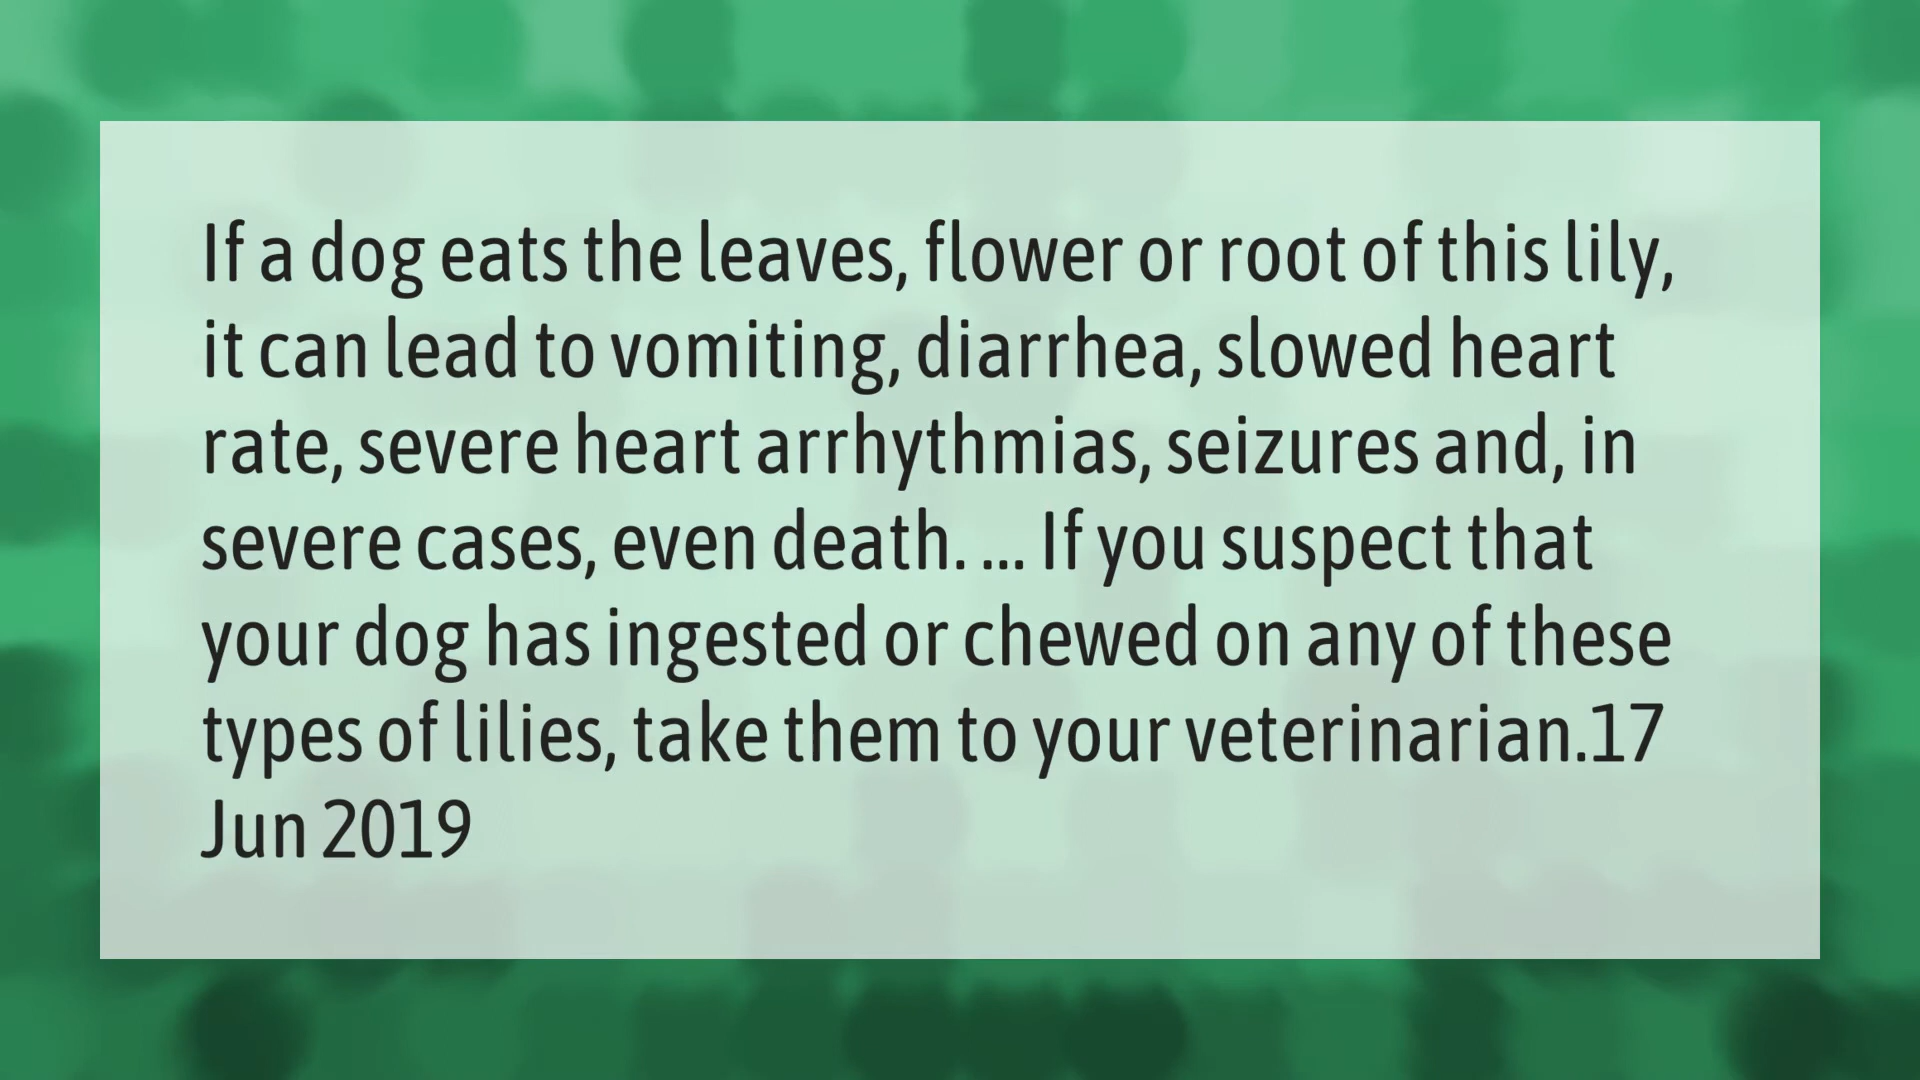 If a dog eats the leaves, flower or root of this lily,
it can lead to vomiting, diarrhea, slowed heart
rate, severe heart arrhythmias, seizures and, in
severe cases, even death. ... If you suspect that
your dog has ingested or chewed on any of these
types of lilies, take them to your veterinarian.17
Jun 2019